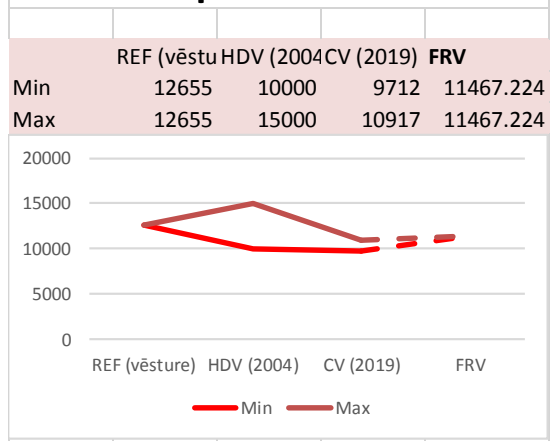 REF (vēstu HDV (2004 CV (2019) FRV
Min 12655 10000 9712 11467.224
Max 12655 15000 10917 11467.224
20000
15000
10000
5000
0
REF (vēsture) HDV (2004) CV (2019) FRV
Min Max